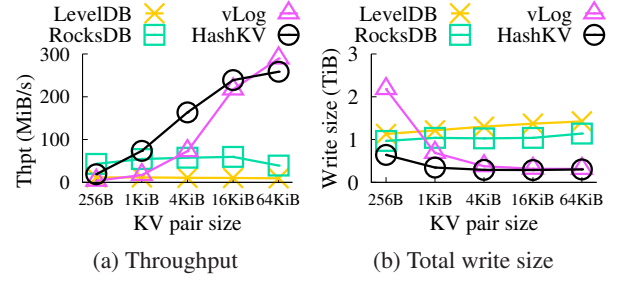 LevelDB vLog
RocksDB HashKV
Thpt (MiB/s)
300
200
100
0
256B 1KiB 4KiB 16KiB 64KiB
KV pair size
(a) Throughput
LevelDB vLog
RocksDB HashKV
Write size (TiB)
3
2
1
0
256B 1KiB 4KiB 16KiB 64KiB
KV pair size
(b) Total write size